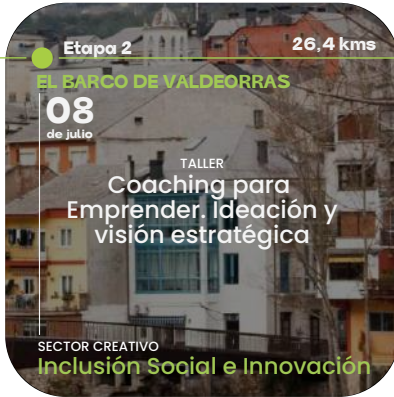 Etapa 2
26,4 kms
EL BARCO DE VALDEORRAS
08
de julio
TALLER
Coaching para
Emprender. Ideación y
visión estratégica
SECTOR CREATIVO
Inclusión Social e Innovación